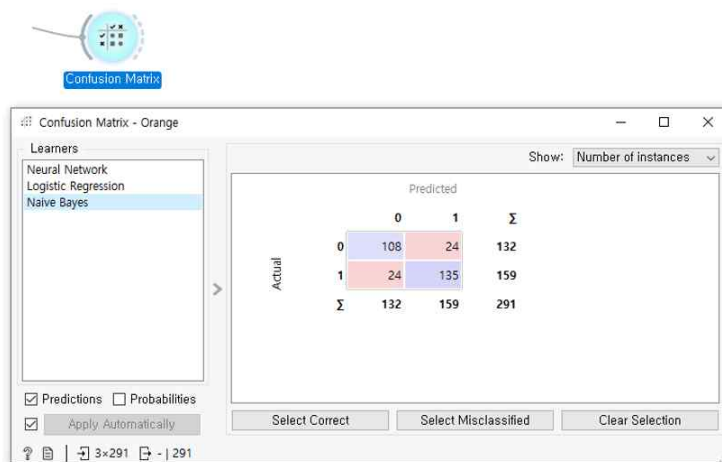 Confusion Matrix
Confusion Matrix - Orange
Learners
Neural Network
Logistic Regression
Naive Bayes
Show: Number of instances
Predicted
0 1 Σ
Actual
0 108 24 132
1 24 135 159
Σ 132 159 291
Predictions Probabilities
Apply Automatically
Select Correct Select Misclassified Clear Selection
? 3×291 - | 291